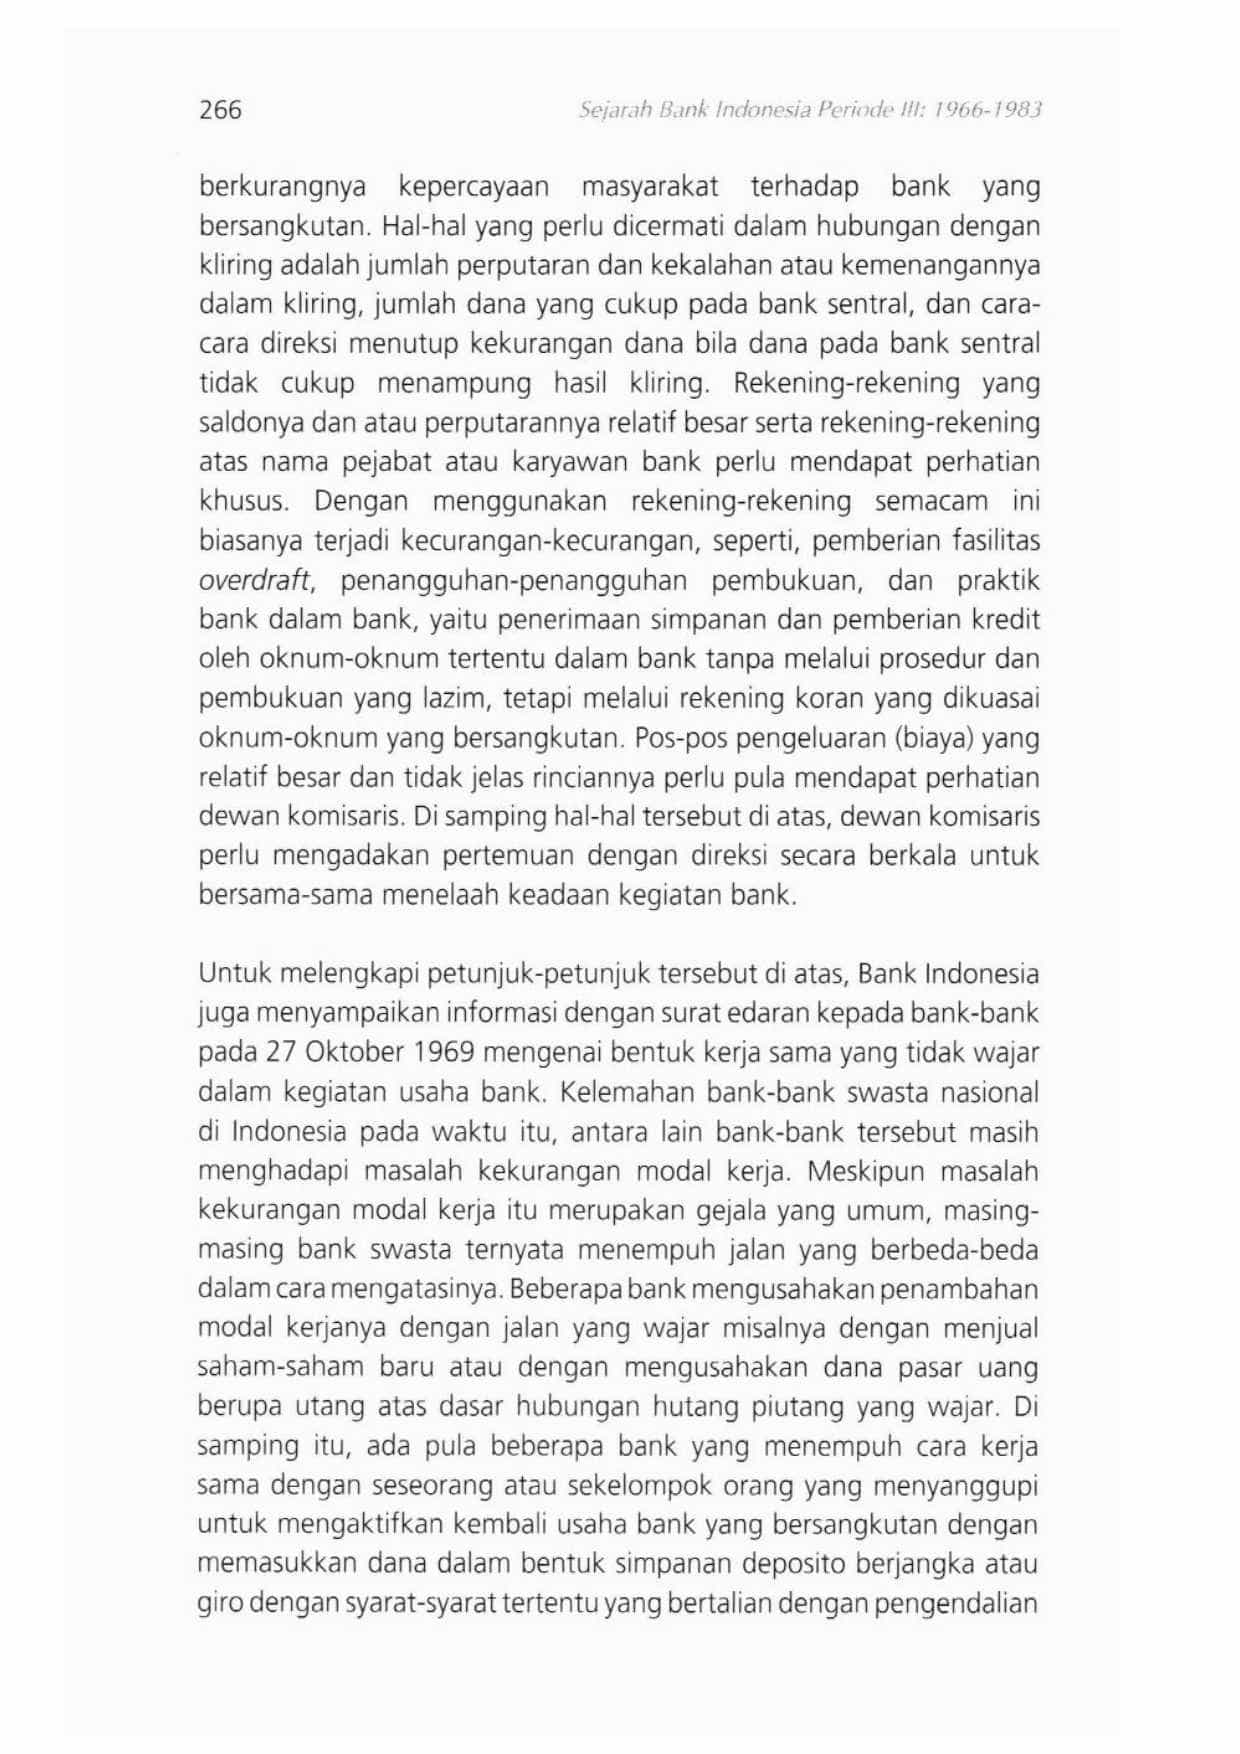 266
Sejarah Bank Indonesia Periode III: 1966-1983
berkurangnya kepercayaan masyarakat terhadap bank yang
bersangkutan. Hal-hal yang perlu dicermati dalam hubungan dengan
kliring adalah jumlah perputaran dan kekalahan atau kemenangannya
dalam kliring, jumlah dana yang cukup pada bank sentral, dan cara-
cara direksi menutup kekurangan dana bila dana pada bank sentral
tidak cukup menampung hasil kliring. Rekening-rekening yang
saldonya dan atau perputarannya relatif besar serta rekening-rekening
atas nama pejabat atau karyawan bank perlu mendapat perhatian
khusus. Dengan menggunakan rekening-rekening semacam ini
biasanya terjadi kecurangan-kecurangan, seperti, pemberian fasilitas
overdraft, penangguhan-penangguhan pembukuan, dan praktik
bank dalam bank, yaitu penerimaan simpanan dan pemberian kredit
oleh oknum-oknum tertentu dalam bank tanpa melalui prosedur dan
pembukuan yang lazim, tetapi melalui rekening koran yang dikuasai
oknum-oknum yang bersangkutan. Pos-pos pengeluaran (biaya) yang
relatif besar dan tidak jelas rinciannya perlu pula mendapat perhatian
dewan komisaris. Di samping hal-hal tersebut di atas, dewan komisaris
perlu mengadakan pertemuan dengan direksi secara berkala untuk
bersama-sama menelaah keadaan kegiatan bank.
Untuk melengkapi petunjuk-petunjuk tersebut di atas, Bank Indonesia
juga menyampaikan informasi dengan surat edaran kepada bank-bank
pada 27 Oktober 1969 mengenai bentuk kerja sama yang tidak wajar
dalam kegiatan usaha bank. Kelemahan bank-bank swasta nasional
di Indonesia pada waktu itu, antara lain bank-bank tersebut masih
menghadapi masalah kekurangan modal kerja. Meskipun masalah
kekurangan modal kerja itu merupakan gejala yang umum, masing-
masing bank swasta ternyata menempuh jalan yang berbeda-beda
dalam cara mengatasinya. Beberapa bank mengusahakan penambahan
modal kerjanya dengan jalan yang wajar misalnya dengan menjual
saham-saham baru atau dengan mengusahakan dana pasar uang
berupa utang atas dasar hubungan hutang piutang yang wajar. Di
samping itu, ada pula beberapa bank yang menempuh cara kerja
sama dengan seseorang atau sekelompok orang yang menyanggupi
untuk mengaktifkan kembali usaha bank yang bersangkutan dengan
memasukkan dana dalam bentuk simpanan deposito berjangka atau
giro dengan syarat-syarat tertentu yang bertalian dengan pengendalian